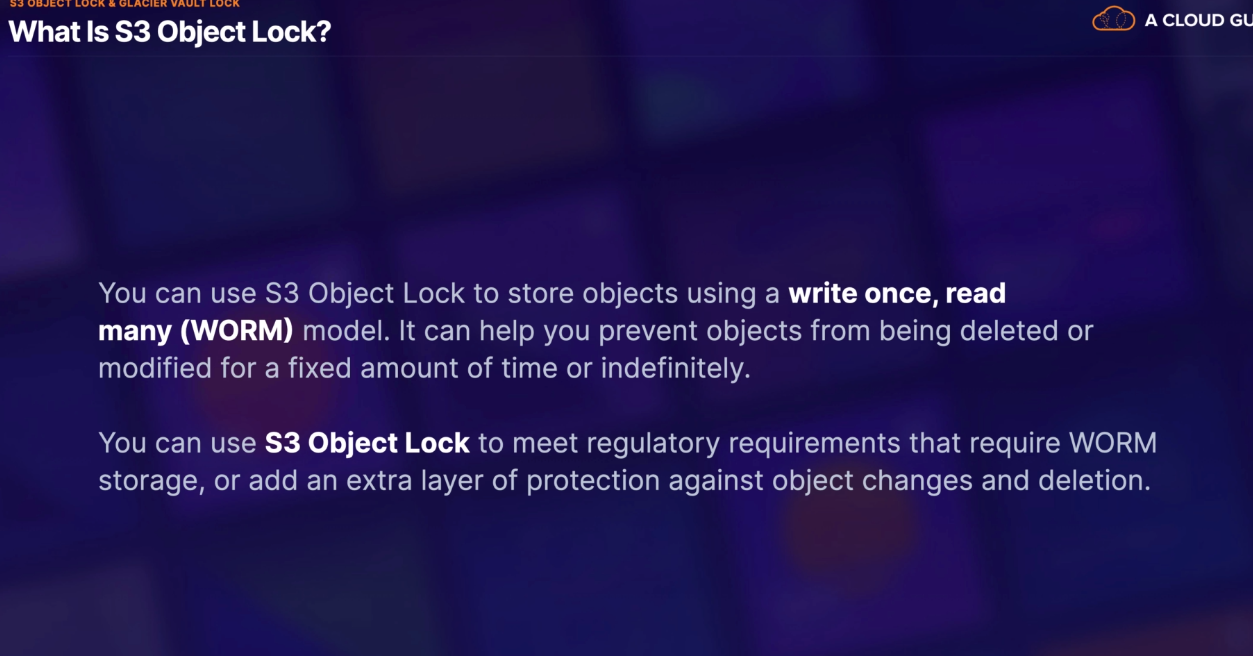 S3 OBJECT LOCK & GLACIER VAULT LOCK
What Is S3 Object Lock?
A CLOUD GU
You can use S3 Object Lock to store objects using a write once, read
many (WORM) model. It can help you prevent objects from being deleted or
modified for a fixed amount of time or indefinitely.
You can use S3 Object Lock to meet regulatory requirements that require WORM
storage, or add an extra layer of protection against object changes and deletion.